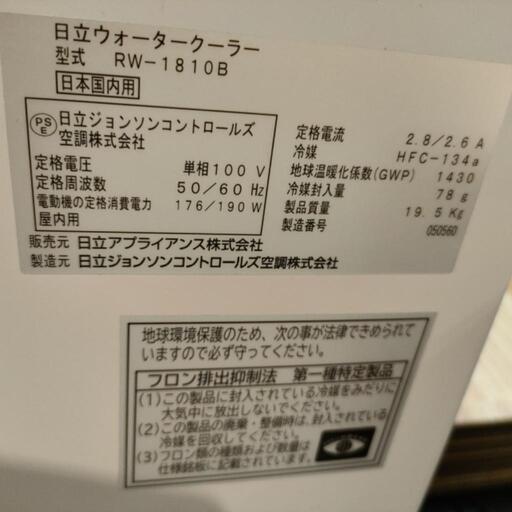 日立ウォータークーラー
型式 RW-1810B
日本国内用
PSE 日立ジョンソンコントロールズ
空調株式会社
定格電圧 単相100 V
定格周波数 50/60 Hz
電動機の定格消費電力 176/190 W
屋内用
定格電流 2.8/2.6 A
冷媒 HFC-134a
地球温暖化係数(GWP) 1430
冷媒封入量 78 g
製品質量 19.5 Kg
製造番号 050560
販売元 日立アプライアンス株式会社
製造元 日立ジョンソンコントロールズ空調株式会社
地球環境保護のため、次の事が法律できめられて
いますので必ず守ってください。
フロン排出抑制法 第一種特定製品
(1)この製品に封入されている冷媒をみだりに
大気中に放出しないでください。
(2)この製品の廃棄・整備時は、封入されている
冷媒を回収してください。
(3)フロン類の種類および数量は
仕様銘板に記載されています。